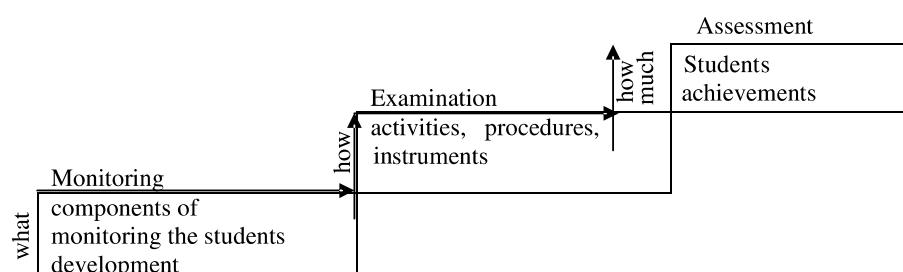 Assessment
Students
achievements
how
much
Examination
activities, procedures,
instruments
how
Monitoring
components of
monitoring the students
development
what